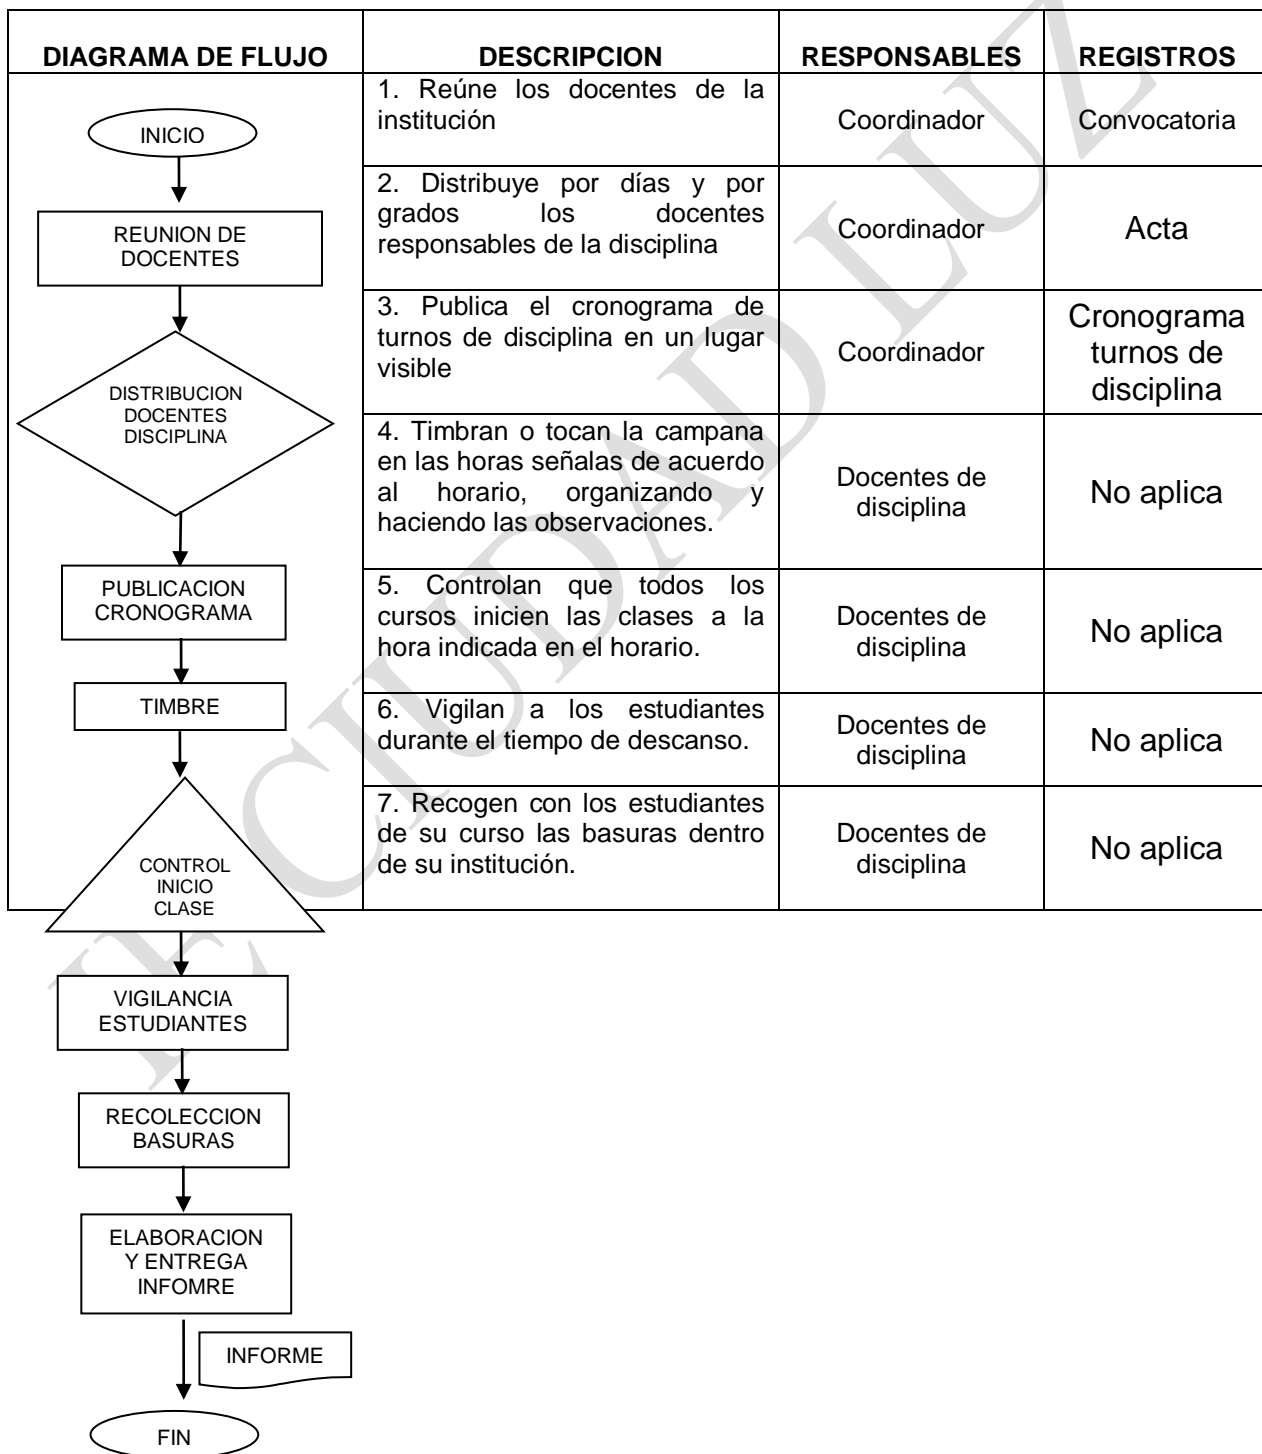 DIAGRAMA DE FLUJO
DESCRIPCION
RESPONSABLES
REGISTROS
INICIO
REUNION DE
DOCENTES
DISTRIBUCION
DOCENTES
DISCIPLINA
PUBLICACION
CRONOGRAMA
TIMBRE
CONTROL
INICIO
CLASE
VIGILANCIA
ESTUDIANTES
RECOLECCION
BASURAS
ELABORACION
Y ENTREGA
INFOMRE
INFORME
FIN
1. Reúne los docentes de la
institución
Coordinador
Convocatoria
2. Distribuye por días y por
grados los docentes
responsables de la disciplina
Coordinador
Acta
3. Publica el cronograma de
turnos de disciplina en un lugar
visible
Coordinador
Cronograma
turnos de
disciplina
4. Timbran o tocan la campana
en las horas señalas de acuerdo
al horario, organizando y
haciendo las observaciones.
Docentes de
disciplina
No aplica
5. Controlan que todos los
cursos inicien las clases a la
hora indicada en el horario.
Docentes de
disciplina
No aplica
6. Vigilan a los estudiantes
durante el tiempo de descanso.
Docentes de
disciplina
No aplica
7. Recogen con los estudiantes
de su curso las basuras dentro
de su institución.
Docentes de
disciplina
No aplica
IE CIUDAD LUZ